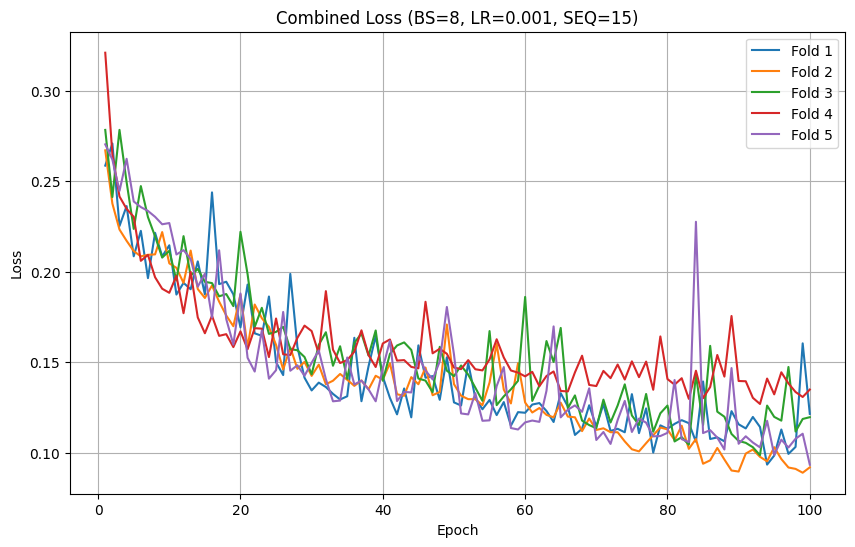 Combined Loss (BS=8, LR=0.001, SEQ=15)
Loss
0.30
0.25
0.20
0.15
0.10
Fold 1
Fold 2
Fold 3
Fold 4
Fold 5
0
20
40
60
80
100
Epoch